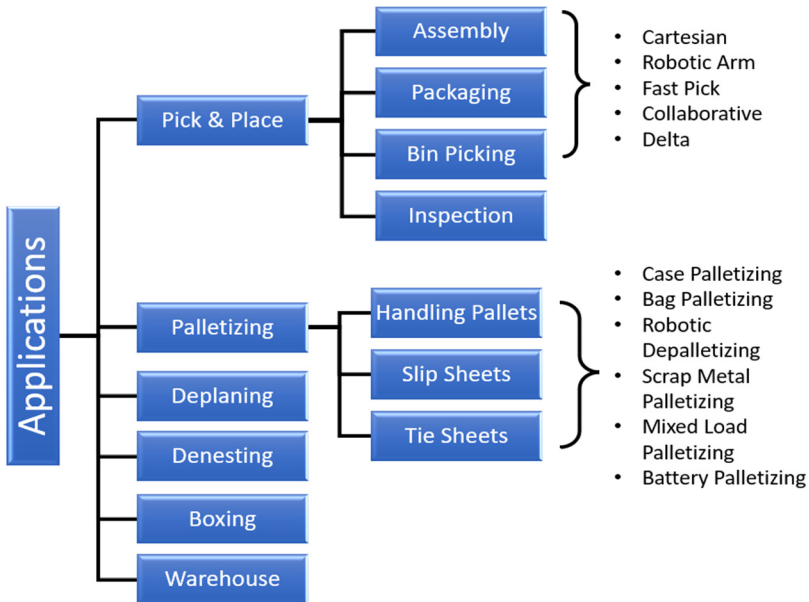 Applications
Pick & Place
Assembly
Packaging
Bin Picking
Inspection
• Cartesian
• Robotic Arm
• Fast Pick
• Collaborative
• Delta
Palletizing
Handling Pallets
Slip Sheets
Tie Sheets
• Case Palletizing
• Bag Palletizing
• Robotic
Depalletizing
• Scrap Metal
Palletizing
• Mixed Load
Palletizing
• Battery Palletizing
Deplaning
Denesting
Boxing
Warehouse